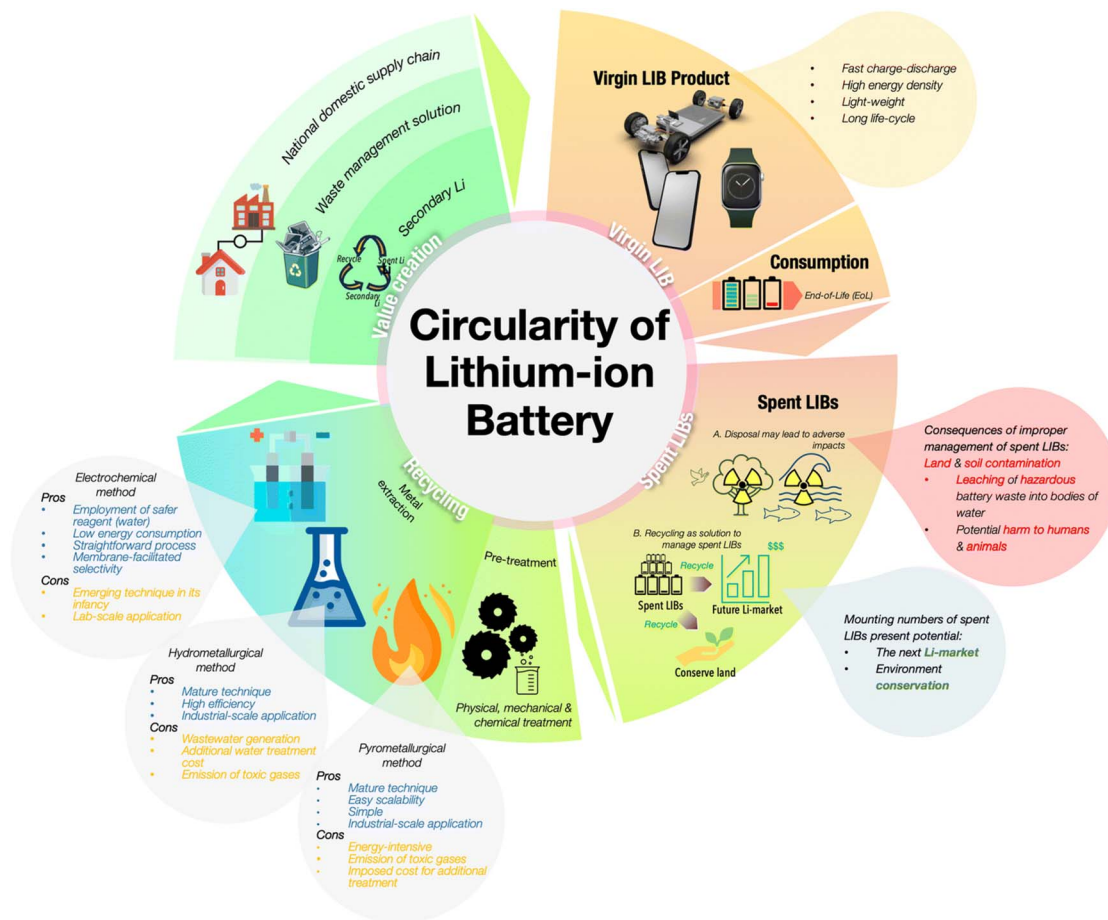 Circularity of
Lithium-ion
Battery
Virgin LIB
Virgin LIB Product
• Fast charge-discharge
• High energy density
• Light-weight
• Long life-cycle
Consumption
End-of-Life (EoL)
Spent LIBs
Spent LIBs
A. Disposal may lead to adverse
impacts
Consequences of improper
management of spent LIBs:
Land & soil contamination
• Leaching of hazardous
battery waste into bodies of
water
• Potential harm to humans
& animals
B. Recycling as solution to
manage spent LIBs
Spent LIBs
Recycle
$$$
Future Li-market
Recycle
Conserve land
Mounting numbers of spent
LIBs present potential:
• The next Li-market
• Environment
conservation
Recycling
Pre-treatment
Physical, mechanical &
chemical treatment
Metal
extraction
Pyrometallurgical
method
Pros
• Mature technique
• Easy scalability
• Simple
• Industrial-scale application
Cons
• Energy-intensive
• Emission of toxic gases
• Imposed cost for additional
treatment
Hydrometallurgical
method
Pros
• Mature technique
• High efficiency
• Industrial-scale application
Cons
• Wastewater generation
• Additional water treatment
cost
• Emission of toxic gases
Electrochemical
method
Pros
• Employment of safer
reagent (water)
• Low energy consumption
• Straightforward process
• Membrane-facilitated
selectivity
Cons
• Emerging technique in its
infancy
• Lab-scale application
Value creation
National domestic supply chain
Waste management solution
Secondary Li
Recycle
Spent Li
Secondary
Li